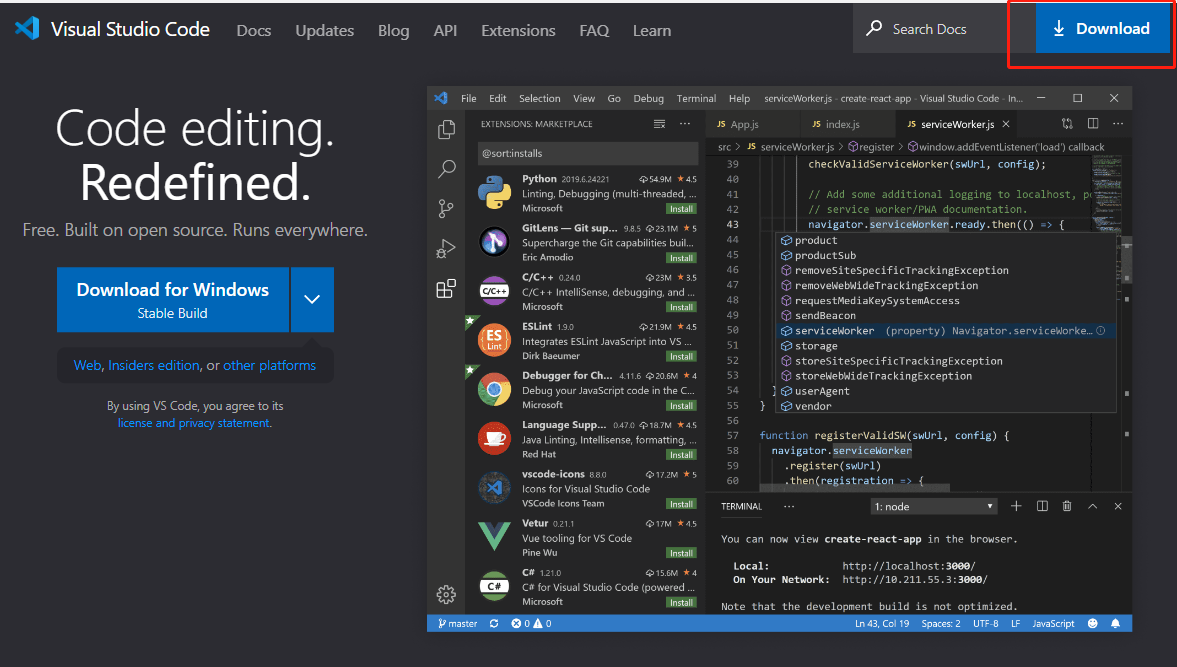 Visual Studio Code Docs Updates Blog API Extensions FAQ Learn Search Docs Download
Code editing.
Redefined.
Free. Built on open source. Runs everywhere.
Download for Windows
Stable Build
Web, Insiders edition, or other platforms
By using VS Code, you agree to its
license and privacy statement.
File Edit Selection View Go Debug Terminal Help serviceWorker.js - create-react-app - Visual Studio Code - In...
EXTENSIONS: MARKETPLACE
@sort:installs
Python 2019.6.24221 54.9M 4.5
Linting, Debugging (multi-threaded, ...
Microsoft Install
GitLens — Git sup... 9.8.5 23.1M 5
Supercharge the Git capabilities buil...
Eric Amodio Install
C/C++
C/C++ 0.24.0 23M 3.5
C/C++ IntelliSense, debugging, and ...
Microsoft Install
ES
Lint
ESLint 1.9.0 21.9M 4.5
Integrates ESLint JavaScript into VS ...
Dirk Baeumer Install
Debugger for Ch... 4.11.6 20.6M 4
Debug your JavaScript code in the C...
Microsoft Install
Language Supp... 0.47.0 18.7M 4.5
Java Linting, Intellisense, formatting, ...
Red Hat Install
vscode-icons 8.8.0 17.2M 5
Icons for Visual Studio Code
VSCode Icons Team Install
Vetur 0.21.1 17M 4.5
Vue tooling for VS Code
Pine Wu Install
C#
C# 1.21.0 15.6M 4
C# for Visual Studio Code (powered ...
Microsoft Install
JS App.js JS index.js JS serviceWorker.js
src > JS serviceWorker.js > register > window.addEventListener('load') callback
39 checkValidServiceWorker(swUrl, config);
40
41 // Add some additional logging to localhost, po
42 // service worker/PWA documentation.
43 navigator.serviceWorker.ready.then(() => {
44 product
45 productSub
46 removeSiteSpecificTrackingException
47 removeWebWideTrackingException
48 requestMediaKeySystemAccess
49 sendBeacon
50 serviceWorker (property) Navigator.serviceWorke...
51 storage
52 storeSiteSpecificTrackingException
53 storeWebWideTrackingException
54 } userAgent
55 } vendor
56
57 function registerValidSW(swUrl, config) {
58 navigator.serviceWorker
59 .register(swUrl)
60 .then(registration => {
TERMINAL ... 1: node
You can now view create-react-app in the browser.
Local: http://localhost:3000/
On Your Network: http://10.211.55.3:3000/
Note that the development build is not optimized.
master 0 0 Ln 43, Col 19 Spaces: 2 UTF-8 LF JavaScript